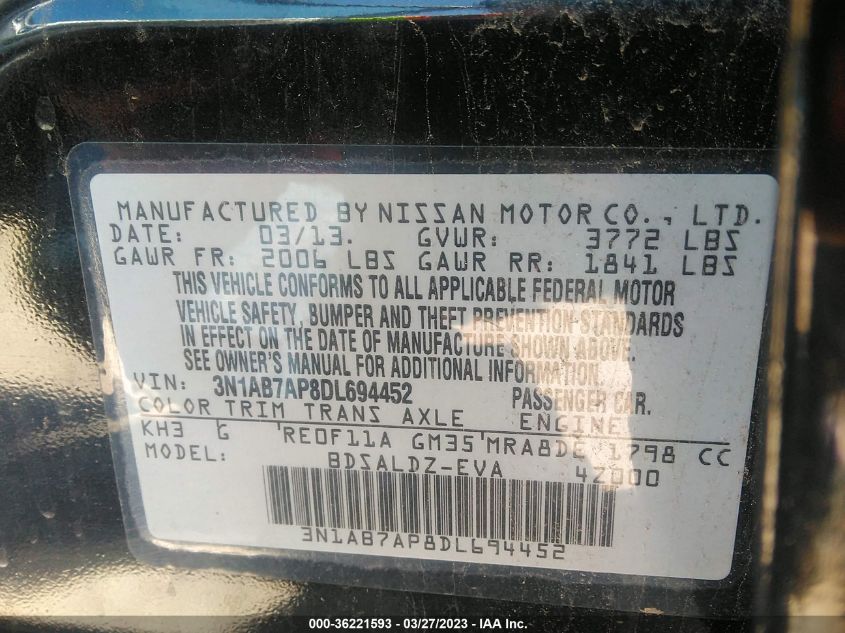 MANUFACTURED BY NISSAN MOTOR CO., LTD.
DATE: 03/13. GVWR: 3772 LBS
GAWR FR: 2006 LBS GAWR RR: 1841 LBS
THIS VEHICLE CONFORMS TO ALL APPLICABLE FEDERAL MOTOR
VEHICLE SAFETY, BUMPER AND THEFT PREVENTION STANDARDS
IN EFFECT ON THE DATE OF MANUFACTURE SHOWN ABOVE.
SEE OWNER'S MANUAL FOR ADDITIONAL INFORMATION.
VIN: 3N1AB7AP8DL694452 PASSENGER CAR.
COLOR TRIM TRANS AXLE ENGINE
KH3 G RE0F11A GM35 MRA8DE 1798 CC
MODEL: BDSALDZ-EVA 42000
3N1AB7AP8DL694452
000-36221593 — 03/27/2023 — IAA Inc.